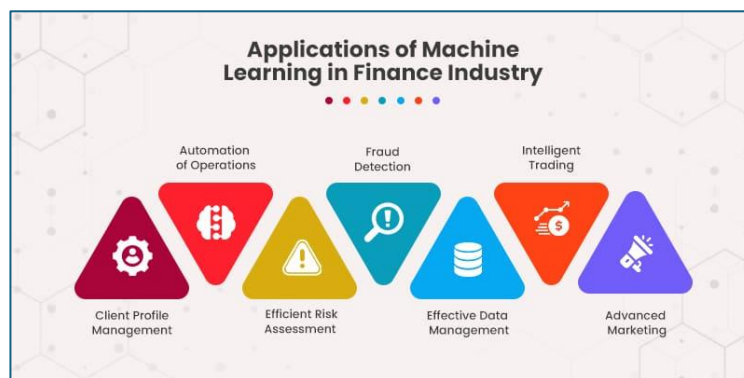 Applications of Machine
Learning in Finance Industry
Automation
of Operations
Fraud
Detection
Intelligent
Trading
$
Client Profile
Management
Efficient Risk
Assessment
Effective Data
Management
Advanced
Marketing